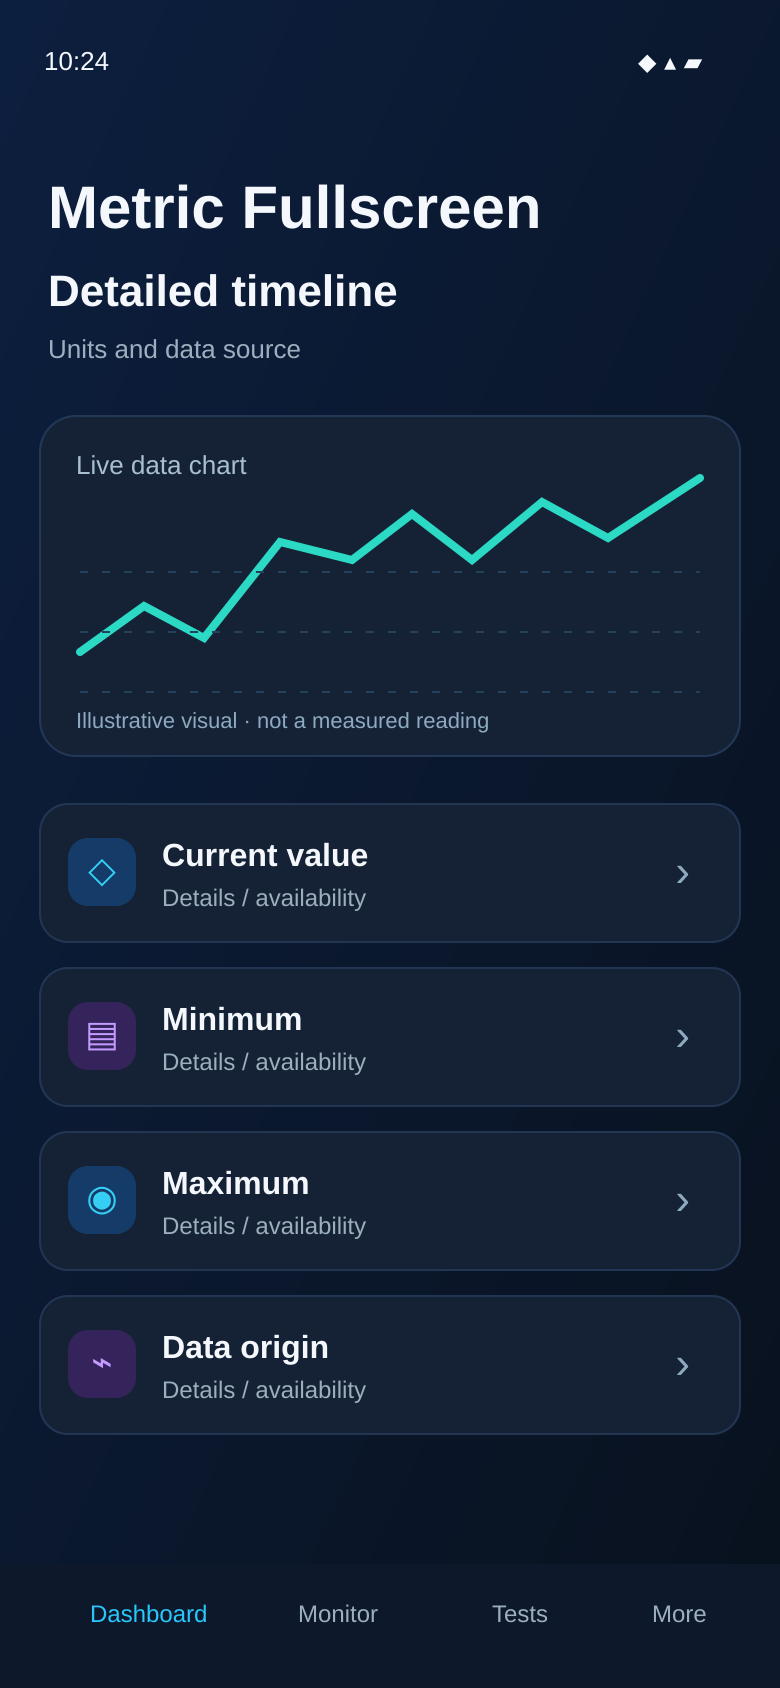 10:24
Metric Fullscreen
Detailed timeline
Units and data source
Live data chart
Illustrative visual · not a measured reading
Current value
Details / availability
›
Minimum
Details / availability
›
Maximum
Details / availability
›
Data origin
Details / availability
›
Dashboard Monitor Tests More